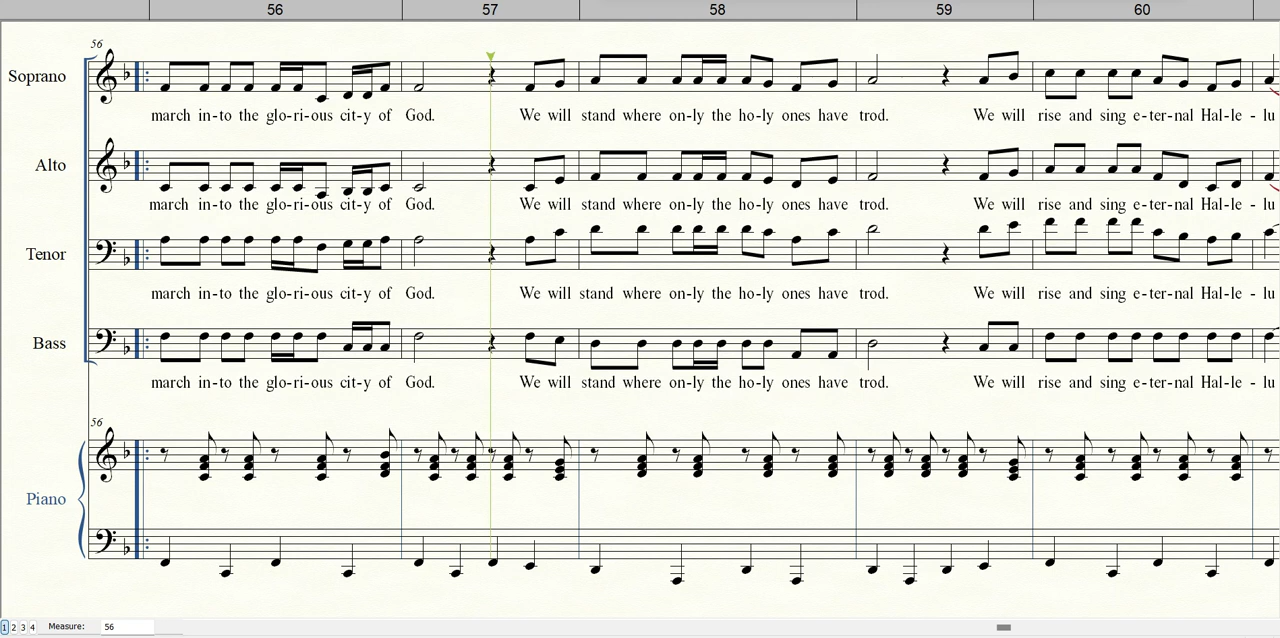 56 57 58 59 60
56
Soprano
march in-to the glo-ri-ous cit-y of God. We will stand where on-ly the ho-ly ones have trod. We will rise and sing e-ter-nal Hal-le - lu
Alto
march in-to the glo-ri-ous cit-y of God. We will stand where on-ly the ho-ly ones have trod. We will rise and sing e-ter-nal Hal-le - lu
Tenor
march in-to the glo-ri-ous cit-y of God. We will stand where on-ly the ho-ly ones have trod. We will rise and sing e-ter-nal Hal-le - lu
Bass
march in-to the glo-ri-ous cit-y of God. We will stand where on-ly the ho-ly ones have trod. We will rise and sing e-ter-nal Hal-le - lu
56
Piano
1 2 3 4 Measure: 56